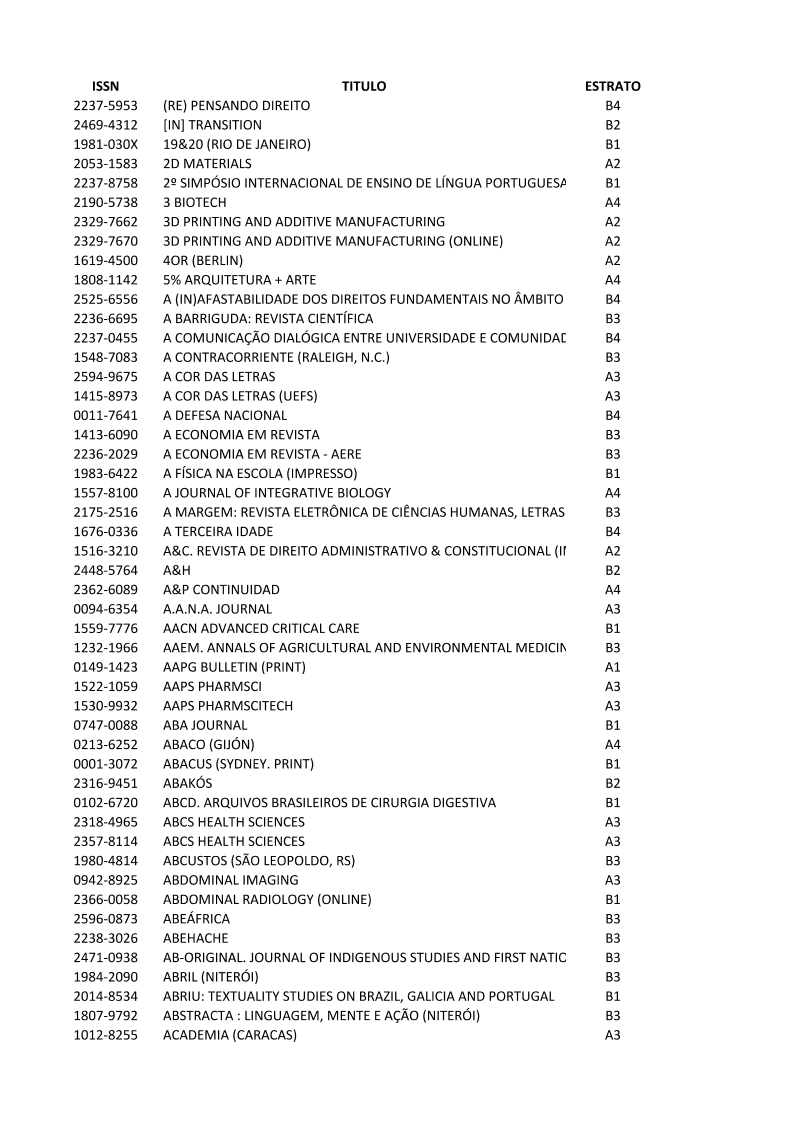 ISSN TITULO ESTRATO
2237-5953 (RE) PENSANDO DIREITO B4
2469-4312 [IN] TRANSITION B2
1981-030X 19&20 (RIO DE JANEIRO) B1
2053-1583 2D MATERIALS A2
2237-8758 2º SIMPÓSIO INTERNACIONAL DE ENSINO DE LÍNGUA PORTUGUESA B1
2190-5738 3 BIOTECH A4
2329-7662 3D PRINTING AND ADDITIVE MANUFACTURING A2
2329-7670 3D PRINTING AND ADDITIVE MANUFACTURING (ONLINE) A2
1619-4500 4OR (BERLIN) A2
1808-1142 5% ARQUITETURA + ARTE A4
2525-6556 A (IN)AFASTABILIDADE DOS DIREITOS FUNDAMENTAIS NO ÂMBITO B4
2236-6695 A BARRIGUDA: REVISTA CIENTÍFICA B3
2237-0455 A COMUNICAÇÃO DIALÓGICA ENTRE UNIVERSIDADE E COMUNIDAD B4
1548-7083 A CONTRACORRIENTE (RALEIGH, N.C.) B3
2594-9675 A COR DAS LETRAS A3
1415-8973 A COR DAS LETRAS (UEFS) A3
0011-7641 A DEFESA NACIONAL B4
1413-6090 A ECONOMIA EM REVISTA B3
2236-2029 A ECONOMIA EM REVISTA - AERE B3
1983-6422 A FÍSICA NA ESCOLA (IMPRESSO) B1
1557-8100 A JOURNAL OF INTEGRATIVE BIOLOGY A4
2175-2516 A MARGEM: REVISTA ELETRÔNICA DE CIÊNCIAS HUMANAS, LETRAS B3
1676-0336 A TERCEIRA IDADE B4
1516-3210 A&C. REVISTA DE DIREITO ADMINISTRATIVO & CONSTITUCIONAL (IN A2
2448-5764 A&H B2
2362-6089 A&P CONTINUIDAD A4
0094-6354 A.A.N.A. JOURNAL A3
1559-7776 AACN ADVANCED CRITICAL CARE B1
1232-1966 AAEM. ANNALS OF AGRICULTURAL AND ENVIRONMENTAL MEDICIN B3
0149-1423 AAPG BULLETIN (PRINT) A1
1522-1059 AAPS PHARMSCI A3
1530-9932 AAPS PHARMSCITECH A3
0747-0088 ABA JOURNAL B1
0213-6252 ABACO (GIJÓN) A4
0001-3072 ABACUS (SYDNEY. PRINT) B1
2316-9451 ABAKÓS B2
0102-6720 ABCD. ARQUIVOS BRASILEIROS DE CIRURGIA DIGESTIVA B1
2318-4965 ABCS HEALTH SCIENCES A3
2357-8114 ABCS HEALTH SCIENCES A3
1980-4814 ABCUSTOS (SÃO LEOPOLDO, RS) B3
0942-8925 ABDOMINAL IMAGING A3
2366-0058 ABDOMINAL RADIOLOGY (ONLINE) B1
2596-0873 ABEÁFRICA B3
2238-3026 ABEHACHE B3
2471-0938 AB-ORIGINAL. JOURNAL OF INDIGENOUS STUDIES AND FIRST NATIO B3
1984-2090 ABRIL (NITERÓI) B3
2014-8534 ABRIU: TEXTUALITY STUDIES ON BRAZIL, GALICIA AND PORTUGAL B1
1807-9792 ABSTRACTA : LINGUAGEM, MENTE E AÇÃO (NITERÓI) B3
1012-8255 ACADEMIA (CARACAS) A3